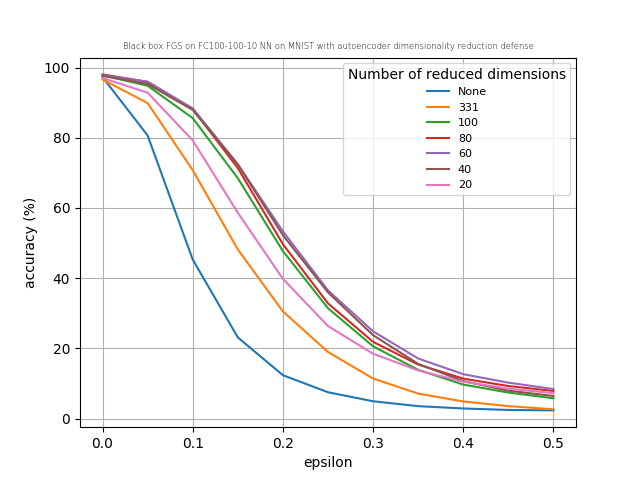 Black box FGS on FC100-100-10 NN on MNIST with autoencoder dimensionality reduction defense
Number of reduced dimensions
None
331
100
80
60
40
20
accuracy (%)
100
80
60
40
20
0
0.0 0.1 0.2 0.3 0.4 0.5
epsilon